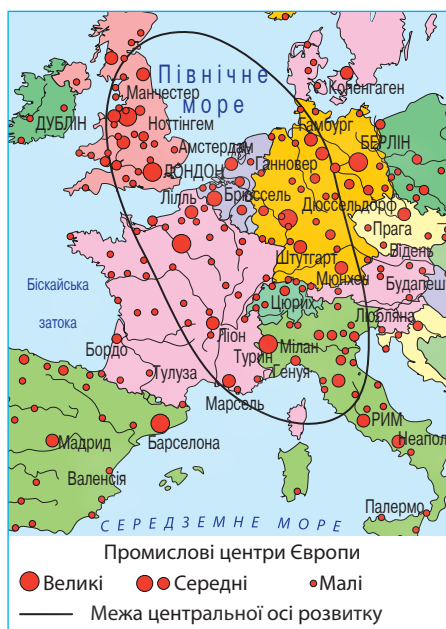 Північне
море
Копенгаген
Манчестер
ДУБЛІН
Ноттінгем
Гамбург
БЕРЛІН
Амстердам
Ганновер
ЛОНДОН
Лілль
Брюссель
Дюссельдорф
Прага
Штутгарт
Відень
Мюнхен
Будапеш
Біскайська
затока
Цюрих
Любляна
Ліон
Мілан
Турин
Бордо
Генуя
Тулуза
Марсель
РИМ
Мадрид
Барселона
Неапол
Валенсія
Палермо
СЕРЕДЗЕМНЕ МОРЕ
Промислові центри Європи
Великі Середні Малі
Межа центральної осі розвитку